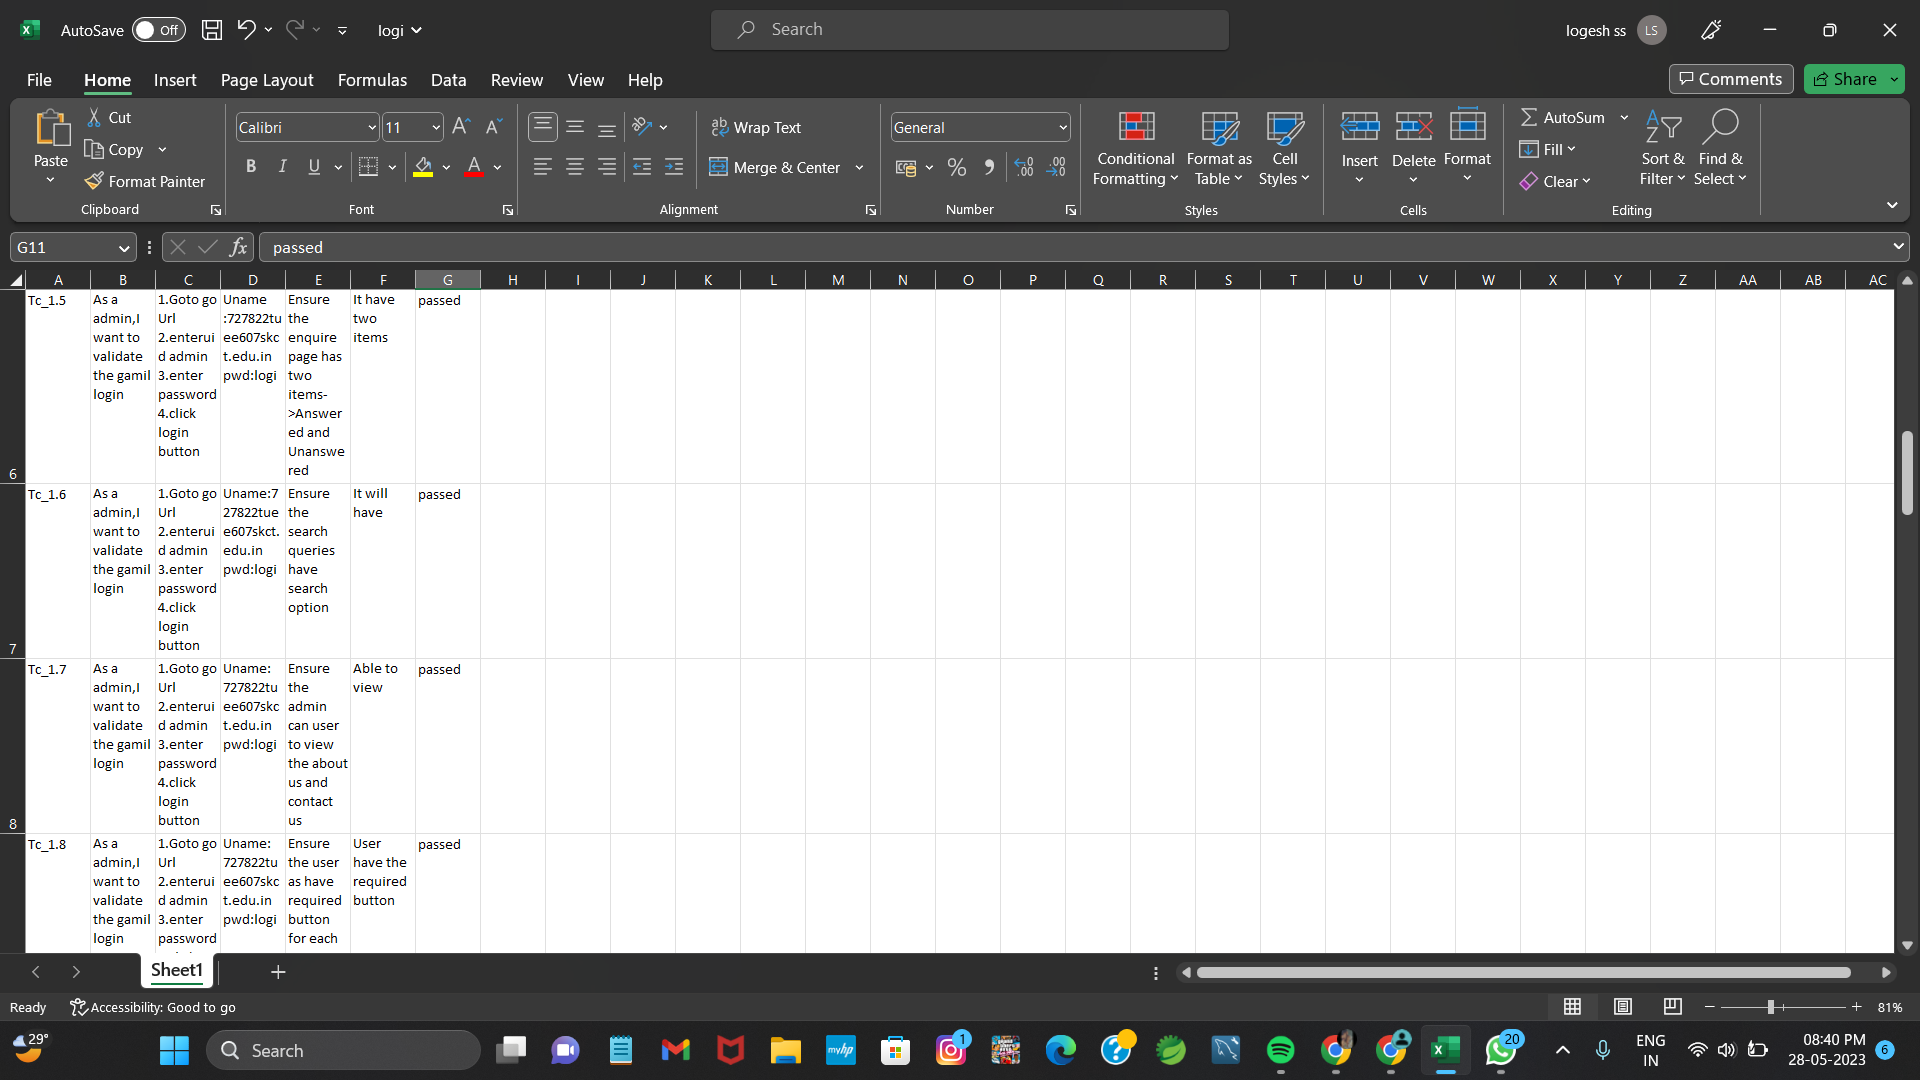 AutoSave Off logi Search logesh ss LS
File Home Insert Page Layout Formulas Data Review View Help Comments Share
Paste Cut Copy Format Painter Clipboard
Calibri 11 B I U A Font
ab Wrap Text Merge & Center Alignment
General % Number
Conditional Formatting Format as Table Cell Styles Styles
Insert Delete Format Cells
AutoSum Fill Clear Sort & Filter Find & Select Editing
G11 fx passed
A B C D E F G H I J K L M N O P Q R S T U V W X Y Z AA AB AC
6
Tc_1.5
As a
admin,I
want to
validate
the gamil
login
1.Goto go
Url
2.enterui
d admin
3.enter
password
4.click
login
button
Uname
:727822tu
ee607skc
t.edu.in
pwd:logi
Ensure
the
enquire
page has
two
items-
>Answer
ed and
Unanswe
red
It have
two
items
passed
7
Tc_1.6
As a
admin,I
want to
validate
the gamil
login
1.Goto go
Url
2.enterui
d admin
3.enter
password
4.click
login
button
Uname:7
27822tue
e607skct.
edu.in
pwd:logi
Ensure
the
search
queries
have
search
option
It will
have
passed
8
Tc_1.7
As a
admin,I
want to
validate
the gamil
login
1.Goto go
Url
2.enterui
d admin
3.enter
password
4.click
login
button
Uname:
727822tu
ee607skc
t.edu.in
pwd:logi
Ensure
the
admin
can user
to view
the about
us and
contact
us
Able to
view
passed
Tc_1.8
As a
admin,I
want to
validate
the gamil
login
1.Goto go
Url
2.enterui
d admin
3.enter
password
Uname:
727822tu
ee607skc
t.edu.in
pwd:logi
Ensure
the user
as have
required
button
for each
User
have the
required
button
passed
Sheet1
Ready Accessibility: Good to go 81%
29° Search myhp 1 20 ENG IN 08:40 PM 28-05-2023 6